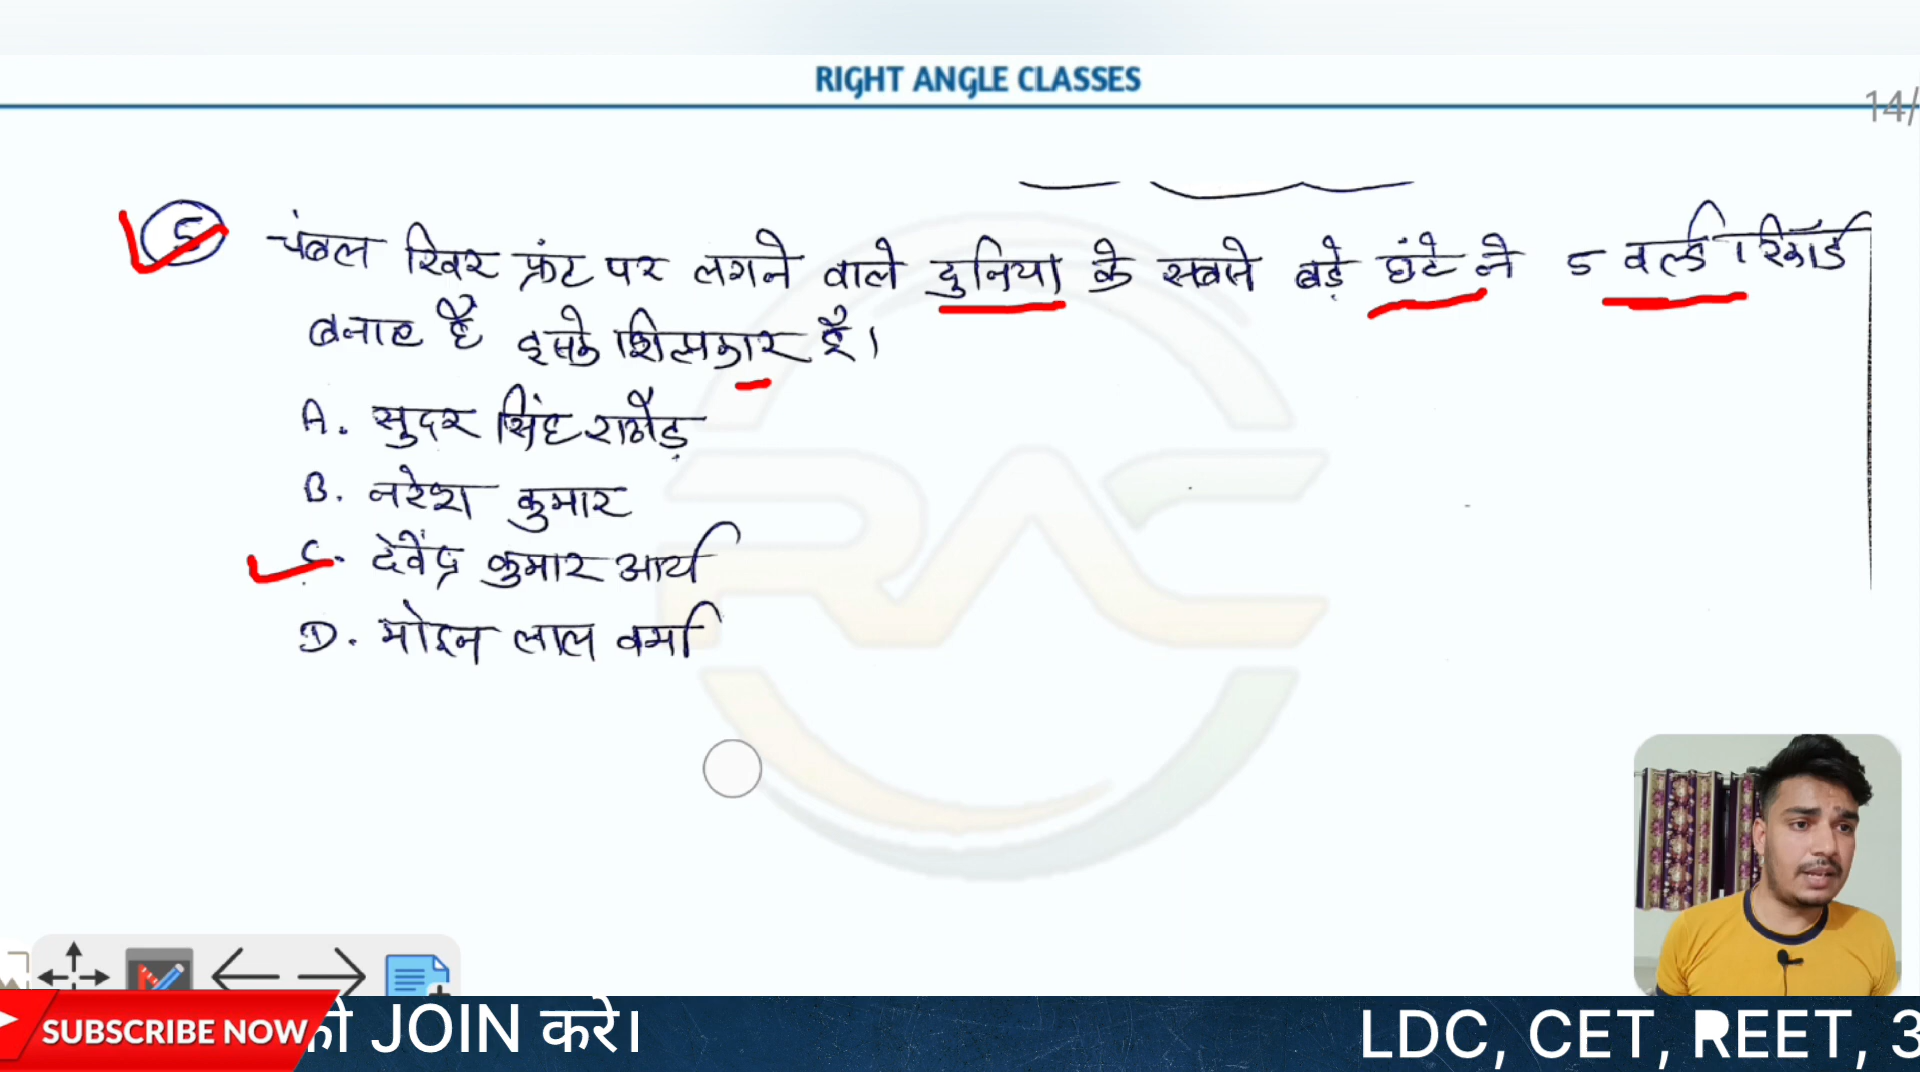 RIGHT ANGLE CLASSES
14/
5 चंबल रिवर फ्रंट पर लगने वाले दुनिया के सबसे बड़े घंटे ने 5 वर्ल्ड रिकॉर्ड
बनाए है इसके शिल्पकार है।
A. सुदर सिंह राठौड़
B. नरेश कुमार
C. देवेंद्र कुमार आर्य
D. मोहन लाल वर्मा
RAC
SUBSCRIBE NOW को JOIN करे। LDC, CET, REET, 3